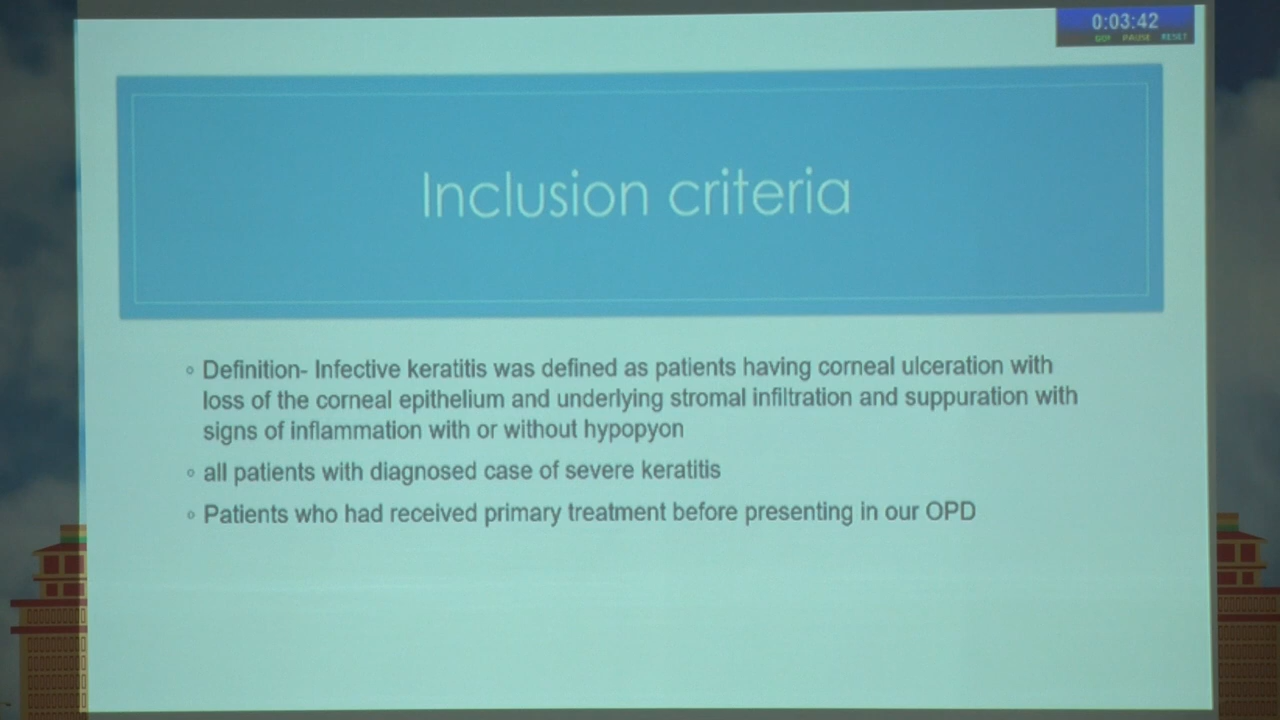 0:03:42
GO! PAUSE RESET
Inclusion criteria
Definition- Infective keratitis was defined as patients having corneal ulceration with
loss of the corneal epithelium and underlying stromal infiltration and suppuration with
signs of inflammation with or without hypopyon
all patients with diagnosed case of severe keratitis
Patients who had received primary treatment before presenting in our OPD